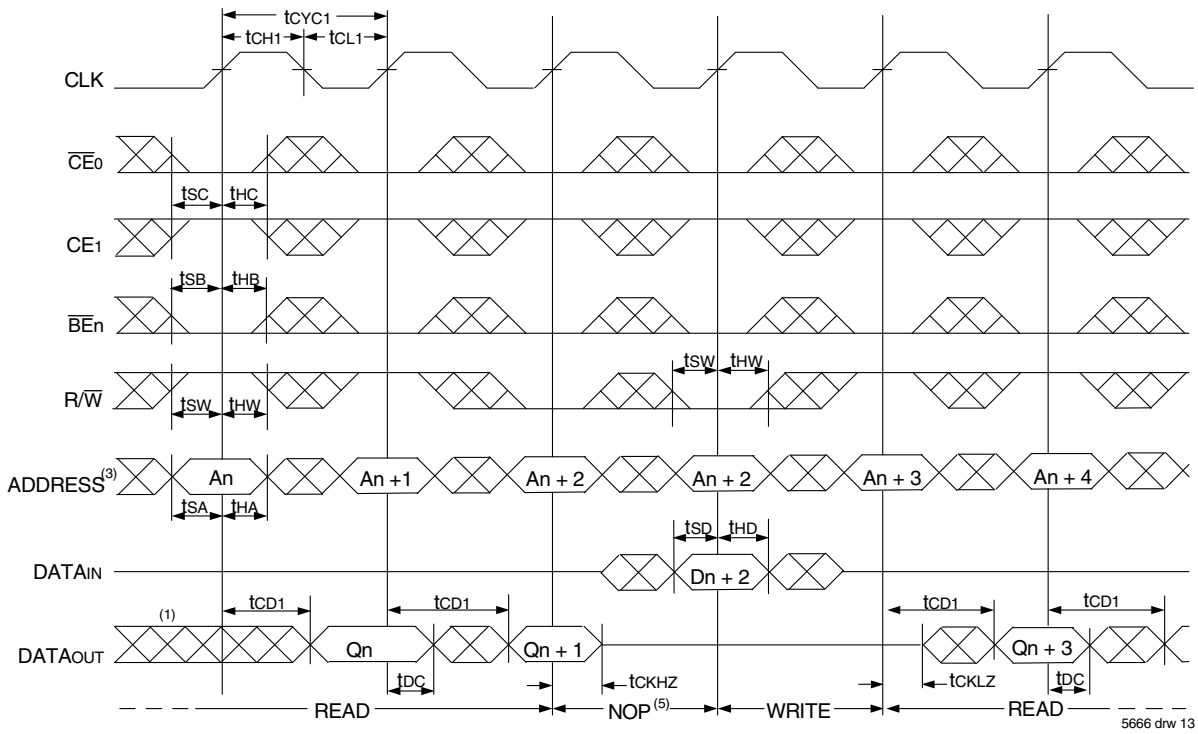 tCYC1
tCH1 tCL1
CLK
CE0
tSC tHC
CE1
tSB tHB
BEn
tSW tHW
R/W
tSW tHW
ADDRESS(3) An An +1 An + 2 An + 2 An + 3 An + 4
tSA tHA
tSD tHD
DATAIN Dn + 2
(1) tCD1 tCD1 tCD1 tCD1
DATAOUT Qn Qn + 1 Qn + 3
tDC tCKHZ tCKLZ tDC
READ NOP(5) WRITE READ
5666 drw 13